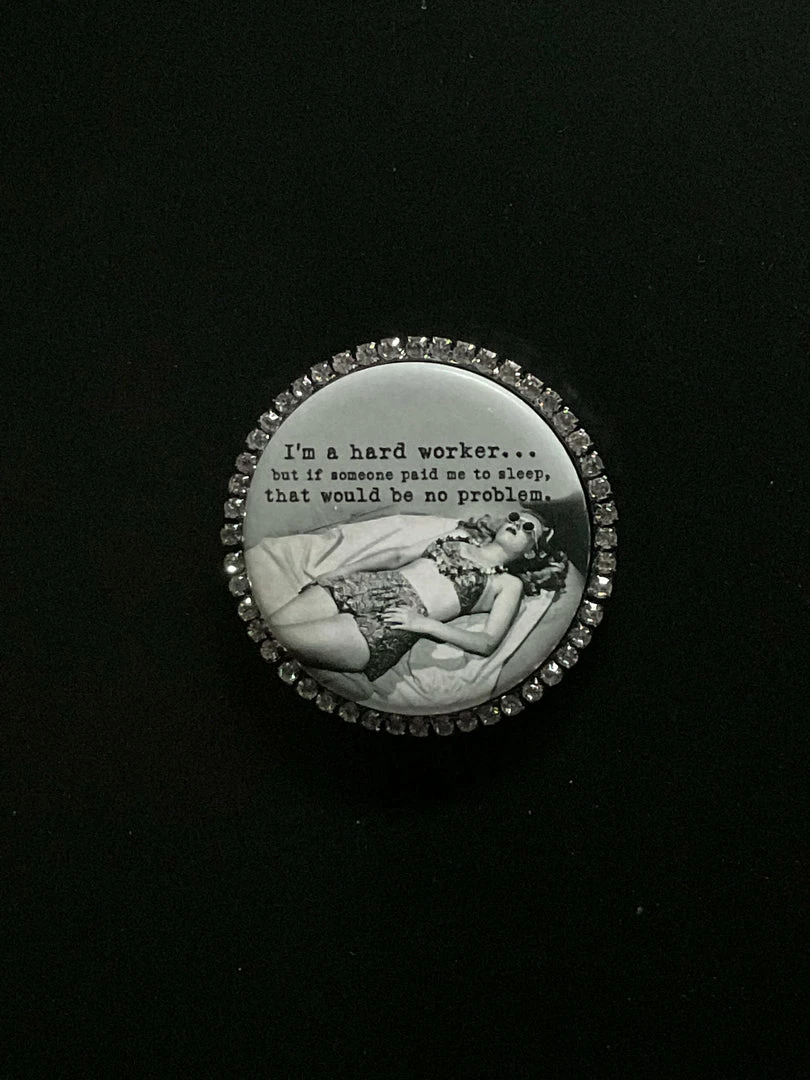 I'm a hard worker...
but if someone paid me to sleep,
that would be no problem.